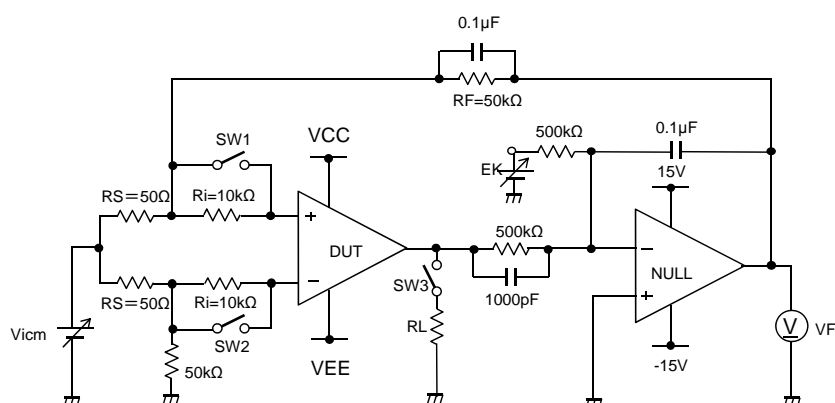 0.1µF
RF=50kΩ
SW1
VCC
500kΩ
0.1µF
EK
15V
RS=50Ω
Ri=10kΩ
+
DUT
500kΩ
−
NULL
−
RS=50Ω
Ri=10kΩ
SW3
1000pF
+
Vicm
SW2
RL
V
VF
50kΩ
VEE
-15V